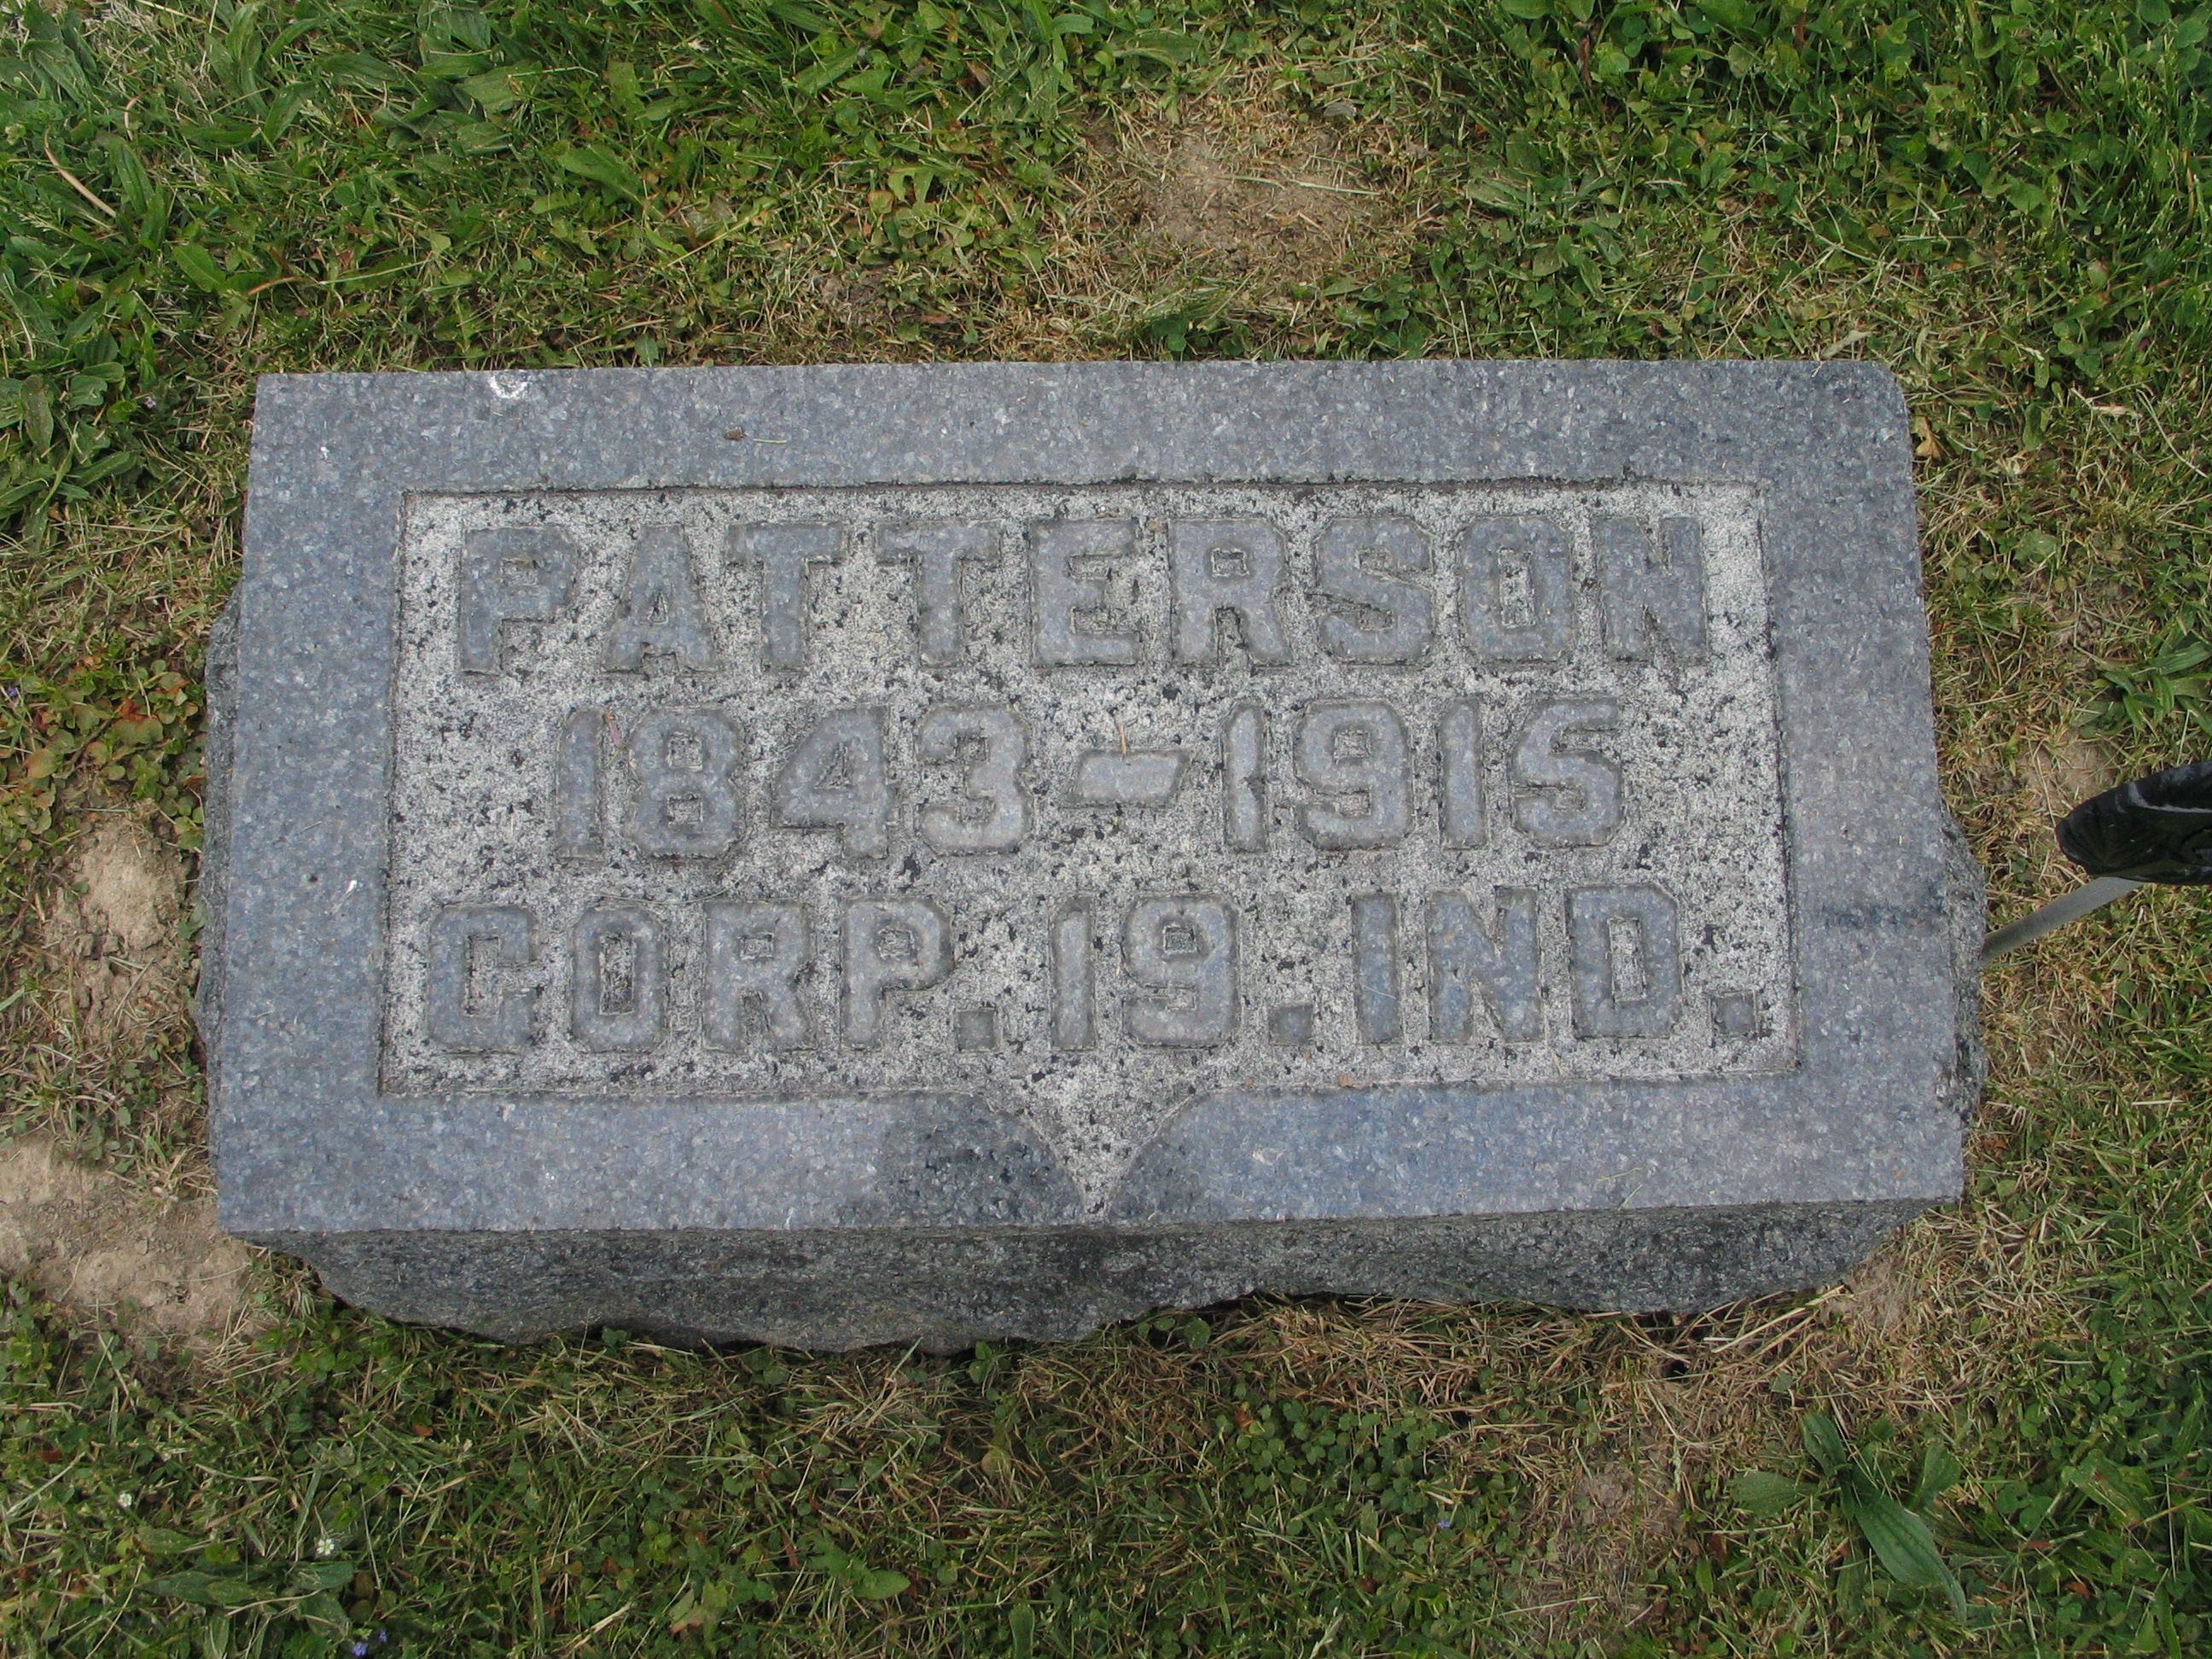 PATTERSON
1843-1915
CORP. 19. IND.